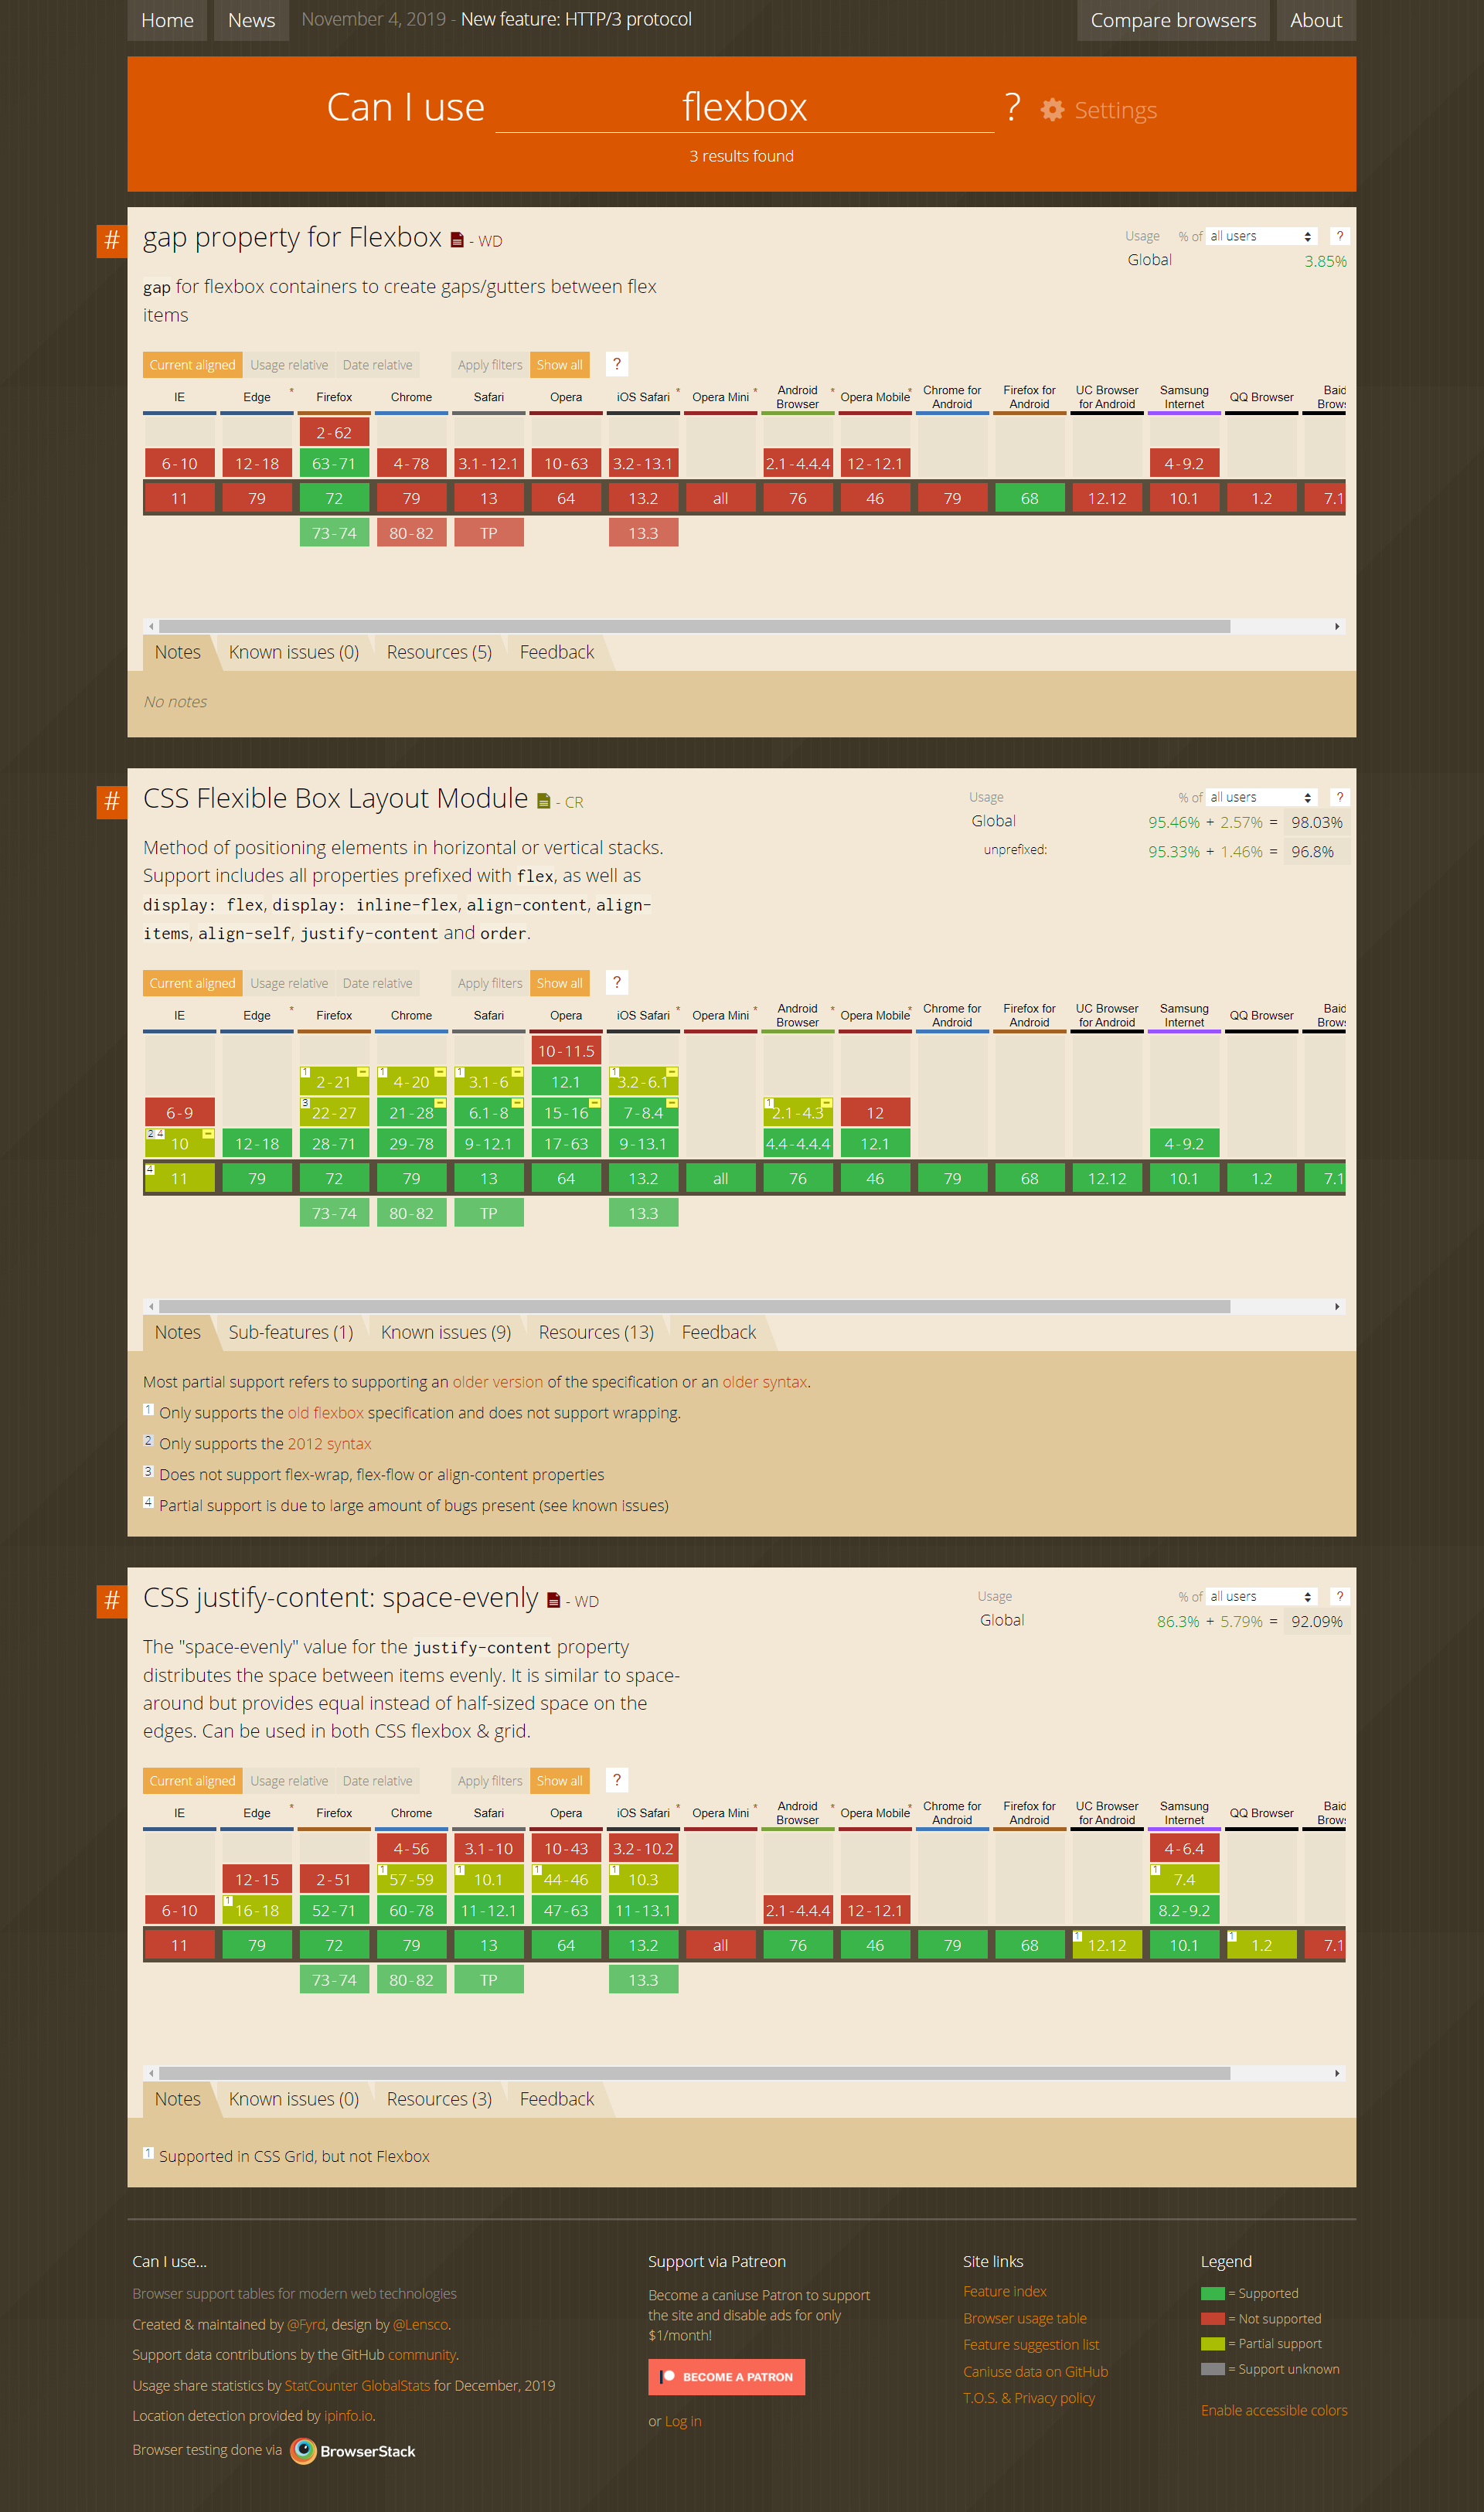 Home News November 4, 2019 - New feature: HTTP/3 protocol Compare browsers About
Can I use flexbox ? Settings
3 results found
# gap property for Flexbox - WD
Usage % of all users ?
Global 3.85%
gap for flexbox containers to create gaps/gutters between flex
items
Current aligned Usage relative Date relative Apply filters Show all ?
IE Edge * Firefox Chrome Safari Opera iOS Safari * Opera Mini * Android Browser * Opera Mobile * Chrome for Android Firefox for Android UC Browser for Android Samsung Internet QQ Browser Baid Brows
2-62
6-10 12-18 63-71 4-78 3.1-12.1 10-63 3.2-13.1 2.1-4.4.4 12-12.1 4-9.2
11 79 72 79 13 64 13.2 all 76 46 79 68 12.12 10.1 1.2 7.1
73-74 80-82 TP 13.3
Notes Known issues (0) Resources (5) Feedback
No notes
# CSS Flexible Box Layout Module - CR
Usage % of all users ?
Global 95.46% + 2.57% = 98.03%
unprefixed: 95.33% + 1.46% = 96.8%
Method of positioning elements in horizontal or vertical stacks.
Support includes all properties prefixed with flex, as well as
display: flex, display: inline-flex, align-content, align-
items, align-self, justify-content and order.
Current aligned Usage relative Date relative Apply filters Show all ?
IE Edge * Firefox Chrome Safari Opera iOS Safari * Opera Mini * Android Browser * Opera Mobile * Chrome for Android Firefox for Android UC Browser for Android Samsung Internet QQ Browser Baid Brows
10-11.5
1 2-21 1 4-20 1 3.1-6 12.1 1 3.2-6.1
6-9 3 22-27 21-28 6.1-8 15-16 7-8.4 1 2.1-4.3 12
2 4 10 12-18 28-71 29-78 9-12.1 17-63 9-13.1 4.4-4.4.4 12.1 4-9.2
4 11 79 72 79 13 64 13.2 all 76 46 79 68 12.12 10.1 1.2 7.1
73-74 80-82 TP 13.3
Notes Sub-features (1) Known issues (9) Resources (13) Feedback
Most partial support refers to supporting an older version of the specification or an older syntax.
1 Only supports the old flexbox specification and does not support wrapping.
2 Only supports the 2012 syntax
3 Does not support flex-wrap, flex-flow or align-content properties
4 Partial support is due to large amount of bugs present (see known issues)
# CSS justify-content: space-evenly - WD
Usage % of all users ?
Global 86.3% + 5.79% = 92.09%
The "space-evenly" value for the justify-content property
distributes the space between items evenly. It is similar to space-
around but provides equal instead of half-sized space on the
edges. Can be used in both CSS flexbox & grid.
Current aligned Usage relative Date relative Apply filters Show all ?
IE Edge * Firefox Chrome Safari Opera iOS Safari * Opera Mini * Android Browser * Opera Mobile * Chrome for Android Firefox for Android UC Browser for Android Samsung Internet QQ Browser Baid Brows
4-56 3.1-10 10-43 3.2-10.2 4-6.4
12-15 2-51 1 57-59 1 10.1 1 44-46 1 10.3 1 7.4
6-10 1 16-18 52-71 60-78 11-12.1 47-63 11-13.1 2.1-4.4.4 12-12.1 8.2-9.2
11 79 72 79 13 64 13.2 all 76 46 79 68 1 12.12 10.1 1 1.2 7.1
73-74 80-82 TP 13.3
Notes Known issues (0) Resources (3) Feedback
1 Supported in CSS Grid, but not Flexbox
Can I use...
Browser support tables for modern web technologies
Created & maintained by @Fyrd, design by @Lensco.
Support data contributions by the GitHub community.
Usage share statistics by StatCounter GlobalStats for December, 2019
Location detection provided by ipinfo.io.
Browser testing done via BrowserStack
Support via Patreon
Become a caniuse Patron to support
the site and disable ads for only
$1/month!
BECOME A PATRON
or Log in
Site links
Feature index
Browser usage table
Feature suggestion list
Caniuse data on GitHub
T.O.S. & Privacy policy
Legend
= Supported
= Not supported
= Partial support
= Support unknown
Enable accessible colors